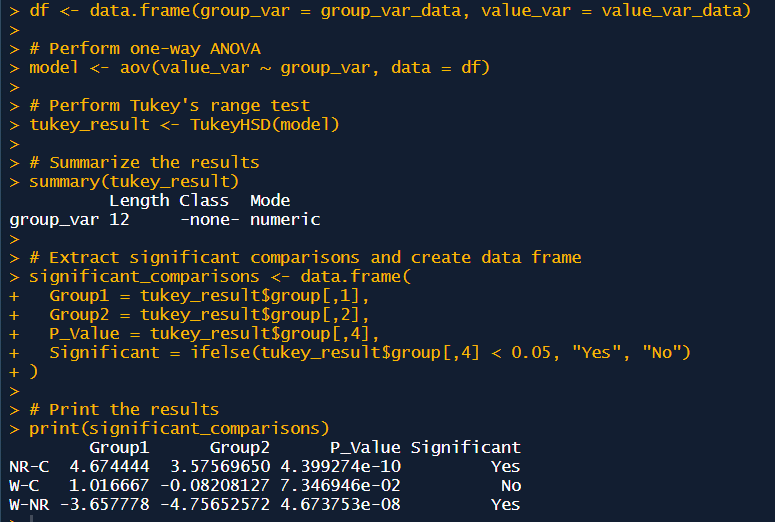 > df <- data.frame(group_var = group_var_data, value_var = value_var_data)
>
> # Perform one-way ANOVA
> model <- aov(value_var ~ group_var, data = df)
>
> # Perform Tukey's range test
> tukey_result <- TukeyHSD(model)
>
> # Summarize the results
> summary(tukey_result)
          Length Class  Mode
group_var 12     -none- numeric
>
> # Extract significant comparisons and create data frame
> significant_comparisons <- data.frame(
+   Group1 = tukey_result$group[,1],
+   Group2 = tukey_result$group[,2],
+   P_Value = tukey_result$group[,4],
+   Significant = ifelse(tukey_result$group[,4] < 0.05, "Yes", "No")
+ )
>
> # Print the results
> print(significant_comparisons)
        Group1      Group2      P_Value Significant
NR-C  4.674444  3.57569650 4.399274e-10         Yes
W-C   1.016667 -0.08208127 7.346946e-02          No
W-NR -3.657778 -4.75652572 4.673753e-08         Yes
>